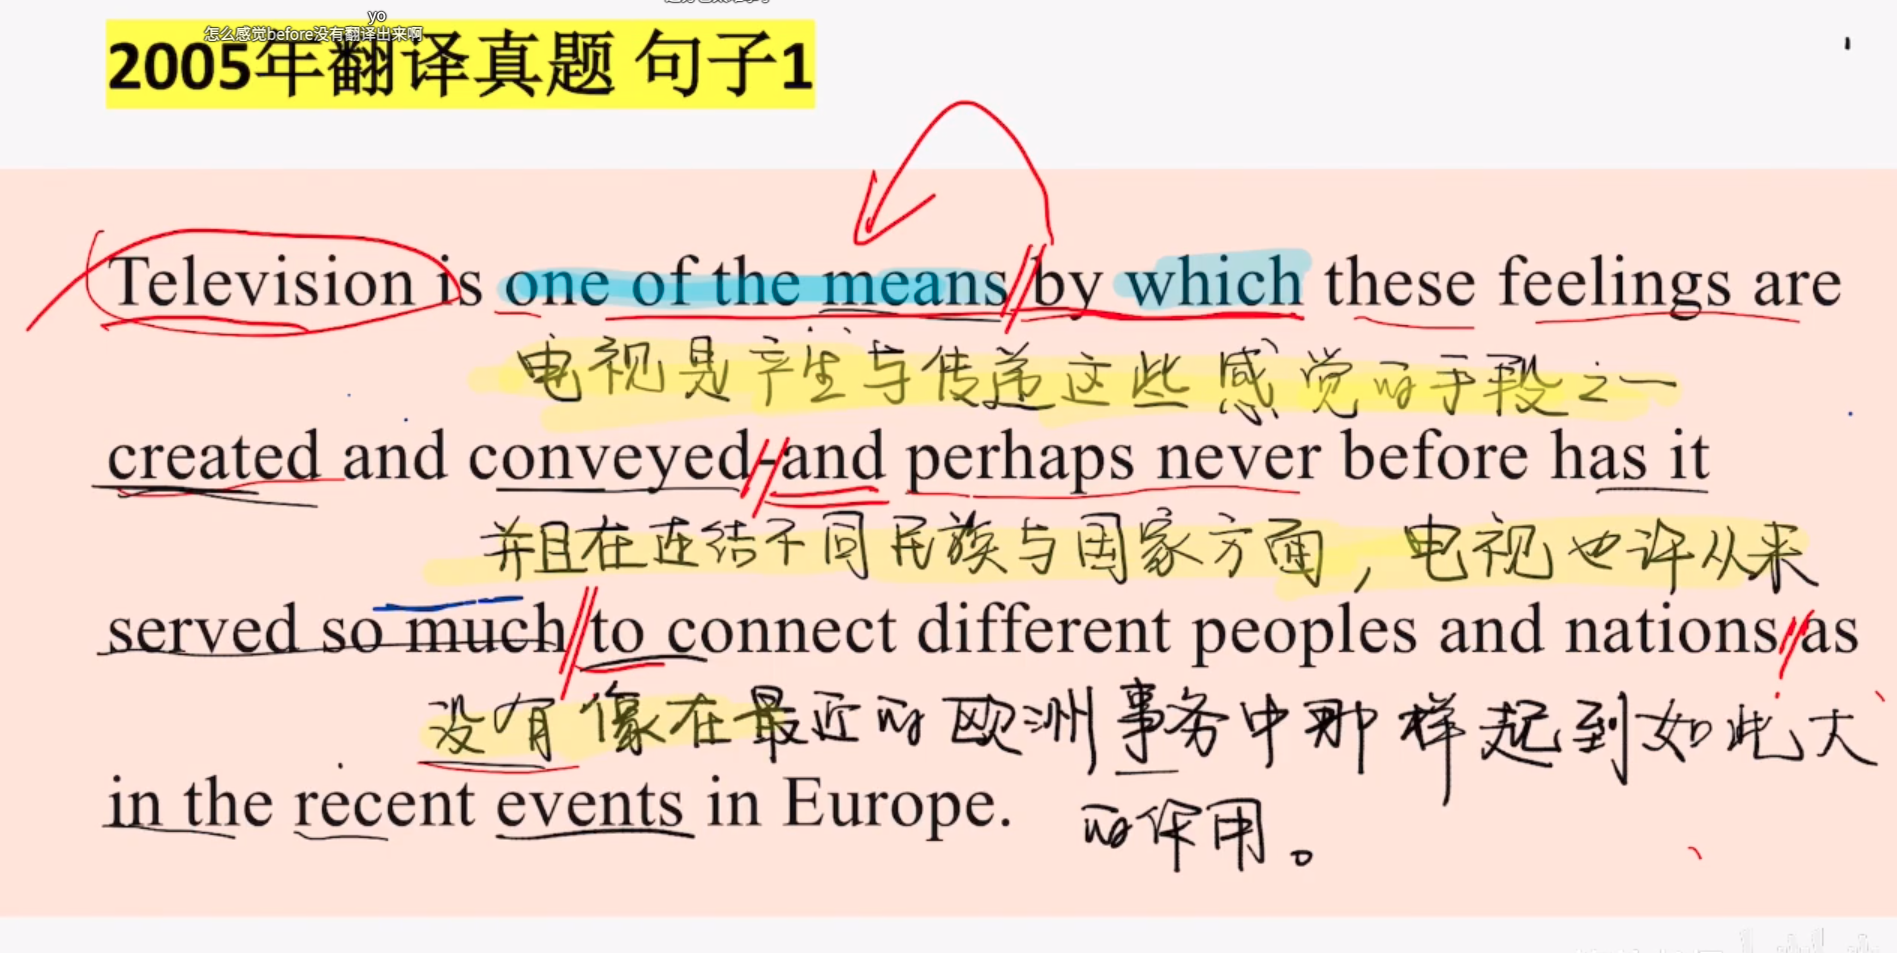 yo
怎么感觉before没有翻译出来啊
2005年翻译真题 句子1
Television is one of the means by which these feelings are
电视是产生与传递这些感觉的手段之一
created and conveyed-and perhaps never before has it
并且在连结不同民族与国家方面，电视也许从来
served so much to connect different peoples and nations as
没有像在最近的欧洲事务中那样起到如此大
in the recent events in Europe.
的作用。